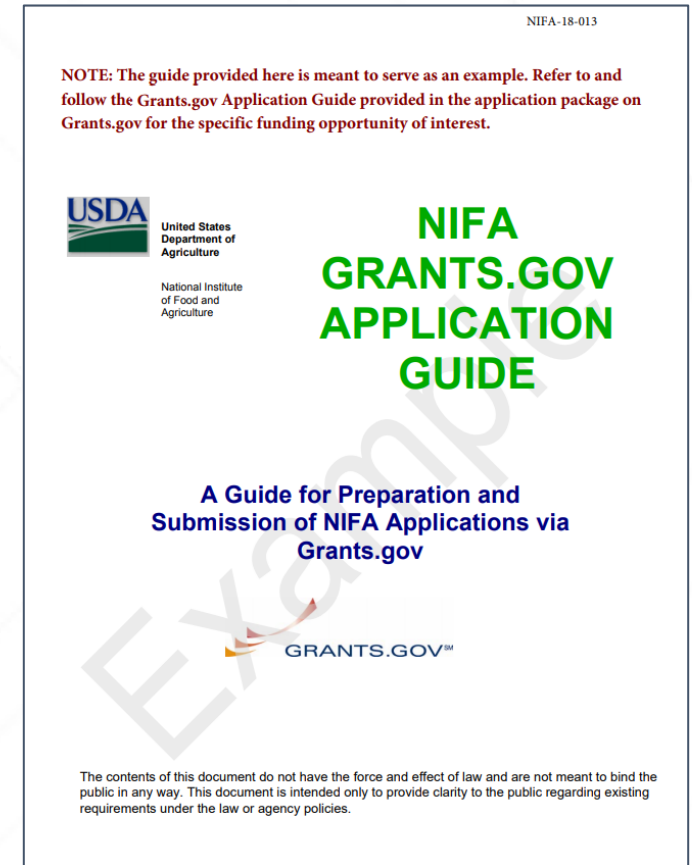 NIFA-18-013
NOTE: The guide provided here is meant to serve as an example. Refer to and
follow the Grants.gov Application Guide provided in the application package on
Grants.gov for the specific funding opportunity of interest.
USDA
United States
Department of
Agriculture
National Institute
of Food and
Agriculture
NIFA
GRANTS.GOV
APPLICATION
GUIDE
A Guide for Preparation and
Submission of NIFA Applications via
Grants.gov
Example
GRANTS.GOV℠
The contents of this document do not have the force and effect of law and are not meant to bind the
public in any way. This document is intended only to provide clarity to the public regarding existing
requirements under the law or agency policies.